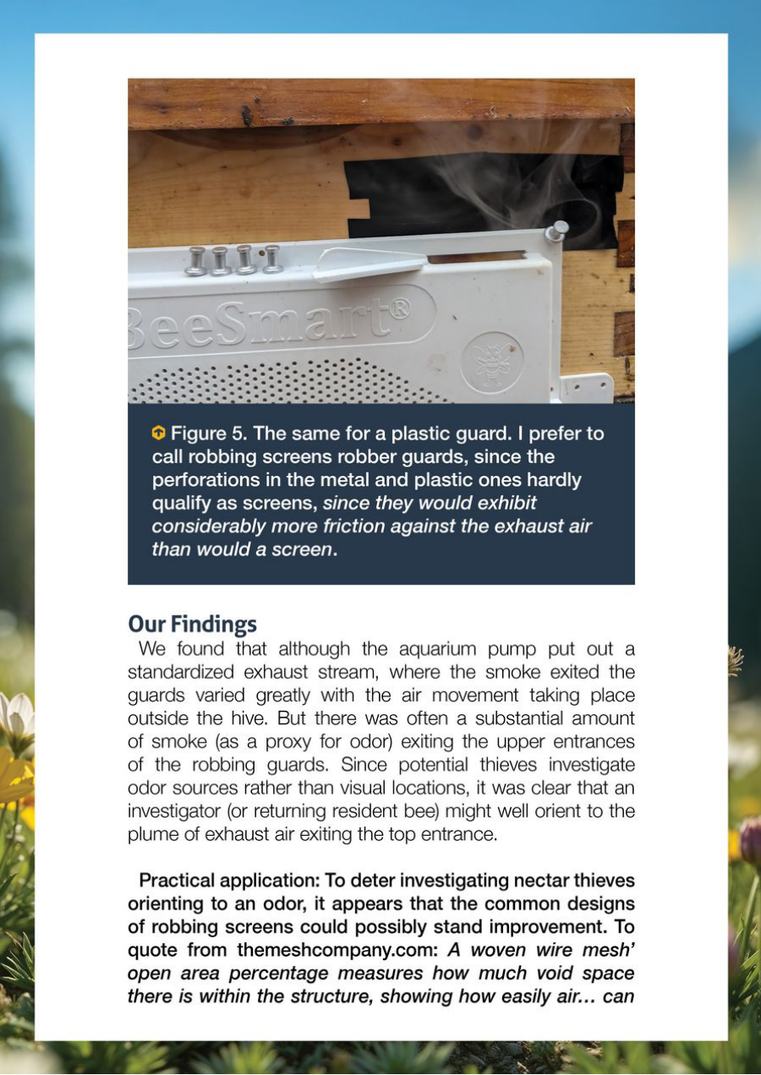 BeeSmart®
Figure 5. The same for a plastic guard. I prefer to
call robbing screens robber guards, since the
perforations in the metal and plastic ones hardly
qualify as screens, since they would exhibit
considerably more friction against the exhaust air
than would a screen.
Our Findings
We found that although the aquarium pump put out a
standardized exhaust stream, where the smoke exited the
guards varied greatly with the air movement taking place
outside the hive. But there was often a substantial amount
of smoke (as a proxy for odor) exiting the upper entrances
of the robbing guards. Since potential thieves investigate
odor sources rather than visual locations, it was clear that an
investigator (or returning resident bee) might well orient to the
plume of exhaust air exiting the top entrance.
Practical application: To deter investigating nectar thieves
orienting to an odor, it appears that the common designs
of robbing screens could possibly stand improvement. To
quote from themeshcompany.com: A woven wire mesh’
open area percentage measures how much void space
there is within the structure, showing how easily air… can